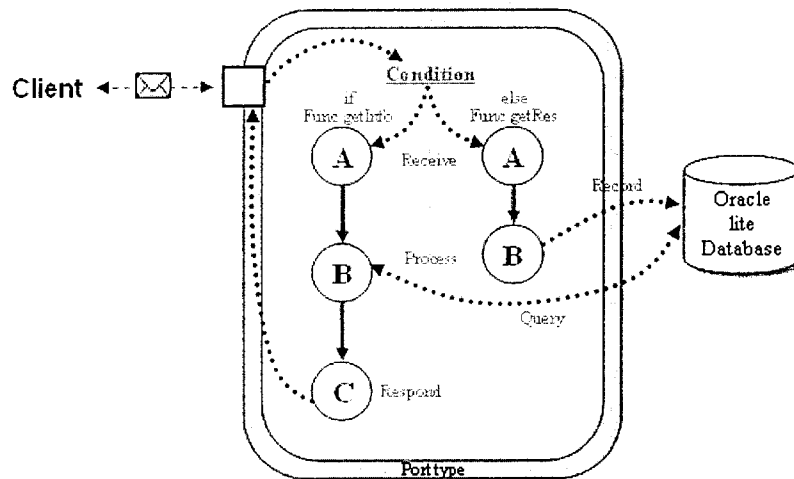 Client
Condition
if
Func getInfo
else
Func getRes
A
Receive
A
Record
Oracle
lite
Database
B
Process
B
Query
C
Respond
Porttype